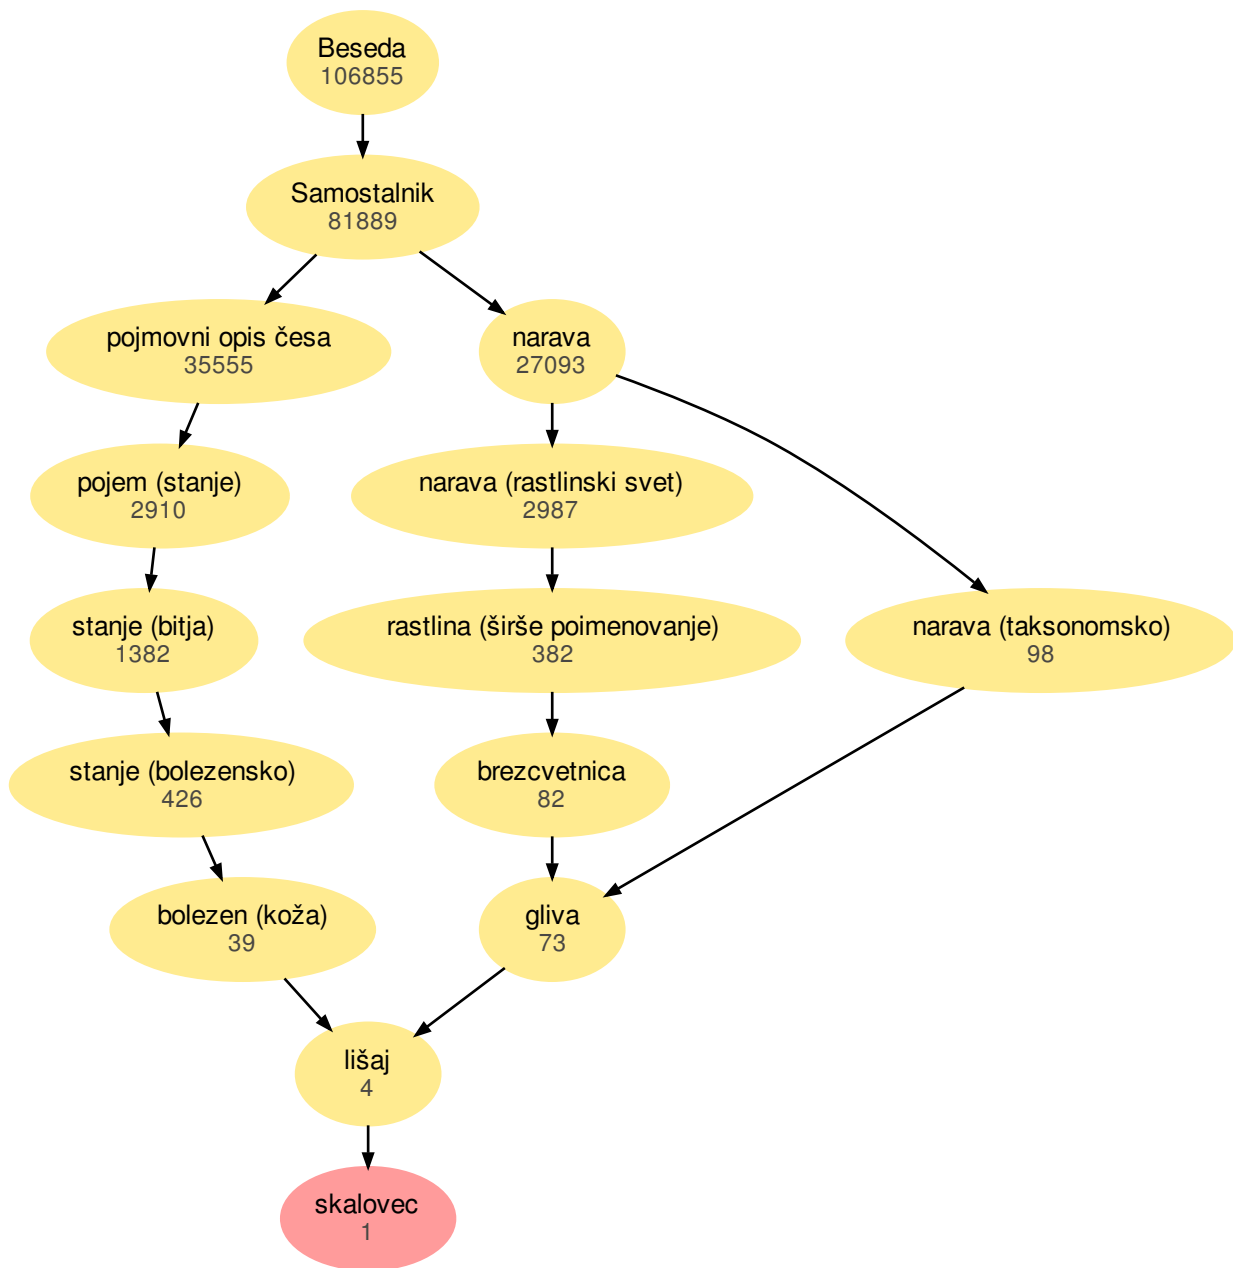 Beseda
106855
Samostalnik
81889
pojmovni opis česa
35555
narava
27093
pojem (stanje)
2910
narava (rastlinski svet)
2987
stanje (bitja)
1382
rastlina (širše poimenovanje)
382
narava (taksonomsko)
98
stanje (bolezensko)
426
brezcvetnica
82
bolezen (koža)
39
gliva
73
lišaj
4
skalovec
1